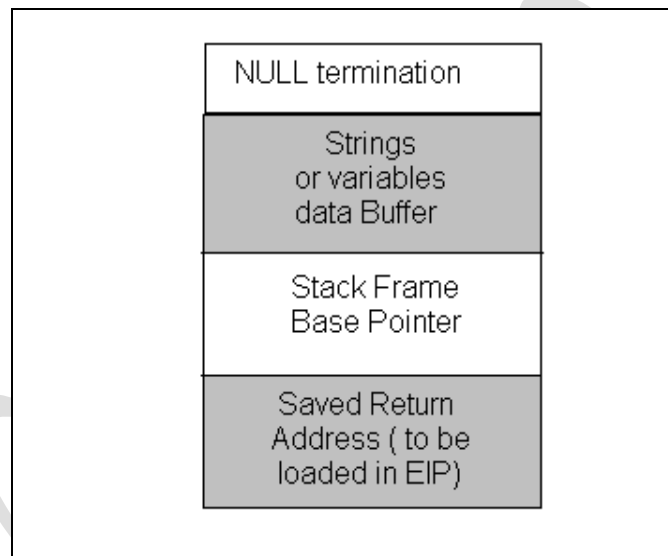 NULL termination
Strings
or variables
data Buffer
Stack Frame
Base Pointer
Saved Return
Address ( to be
loaded in EIP)